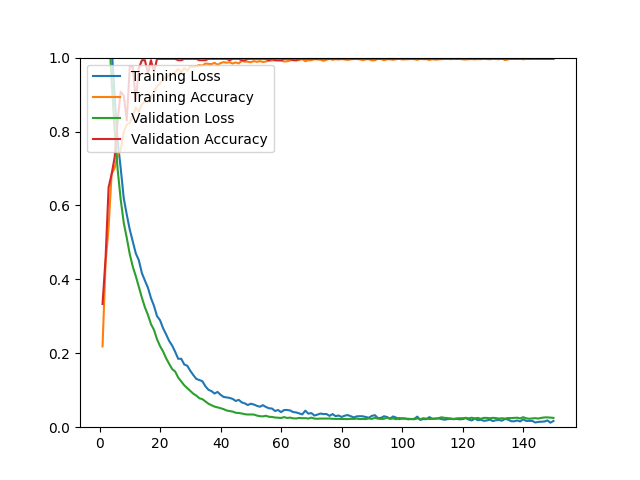 1.0
0.8
0.6
0.4
0.2
0.0
Training Loss
Training Accuracy
Validation Loss
Validation Accuracy
0 20 40 60 80 100 120 140